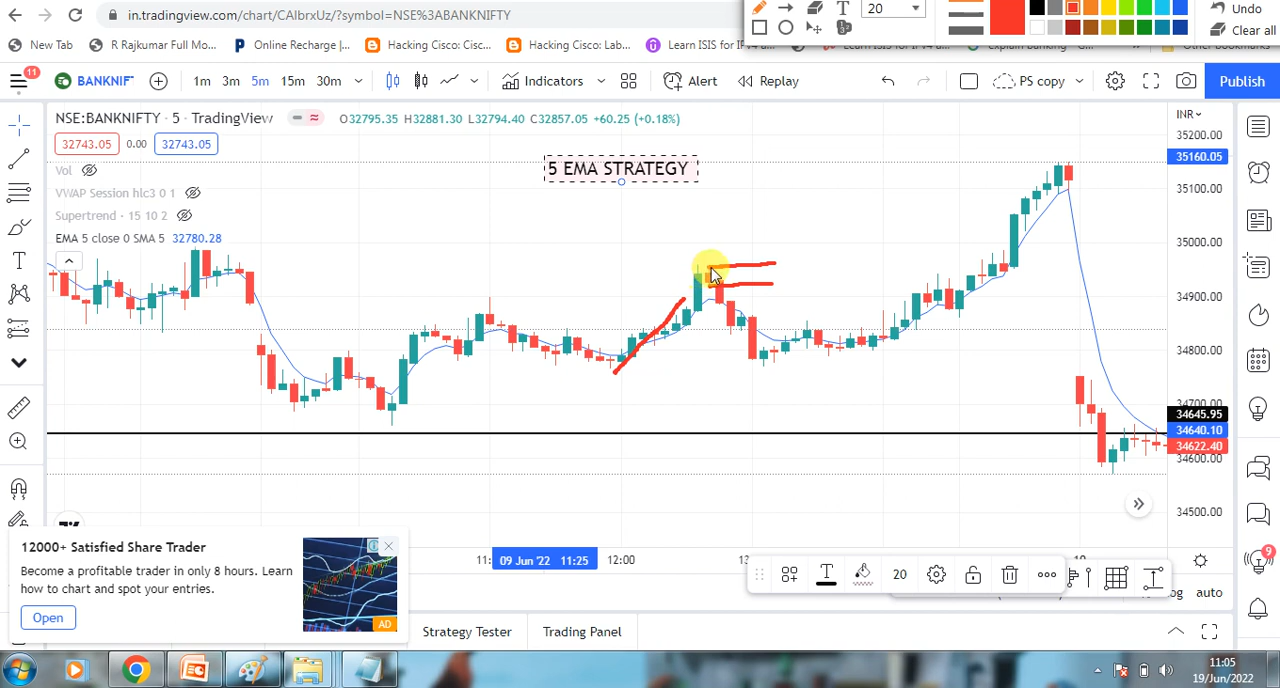 in.tradingview.com/chart/CAIbrxUz/?symbol=NSE%3ABANKNIFTY
T 20
Undo
Clear all
New Tab
R Rajkumar Full Mo...
Online Recharge |...
Hacking Cisco: Cisc...
Hacking Cisco: Lab...
11
BANKNIF
1m 3m 5m 15m 30m
Indicators
Alert
Replay
PS copy
Publish
NSE:BANKNIFTY · 5 · TradingView
O32795.35 H32881.30 L32794.40 C32857.05 +60.25 (+0.18%)
INR
32743.05 0.00 32743.05
Vol
VWAP Session hlc3 0 1
Supertrend · 15 10 2
EMA 5 close 0 SMA 5 32780.28
5 EMA STRATEGY
35200.00
35160.05
35100.00
35000.00
34900.00
34800.00
34700.00
34645.95
34640.10
34622.40
34600.00
34500.00
12000+ Satisfied Share Trader
Become a profitable trader in only 8 hours. Learn
how to chart and spot your entries.
Open
AD
11:
09 Jun '22 11:25
12:00
T
20
auto
9
Strategy Tester
Trading Panel
11:05
19/Jun/2022